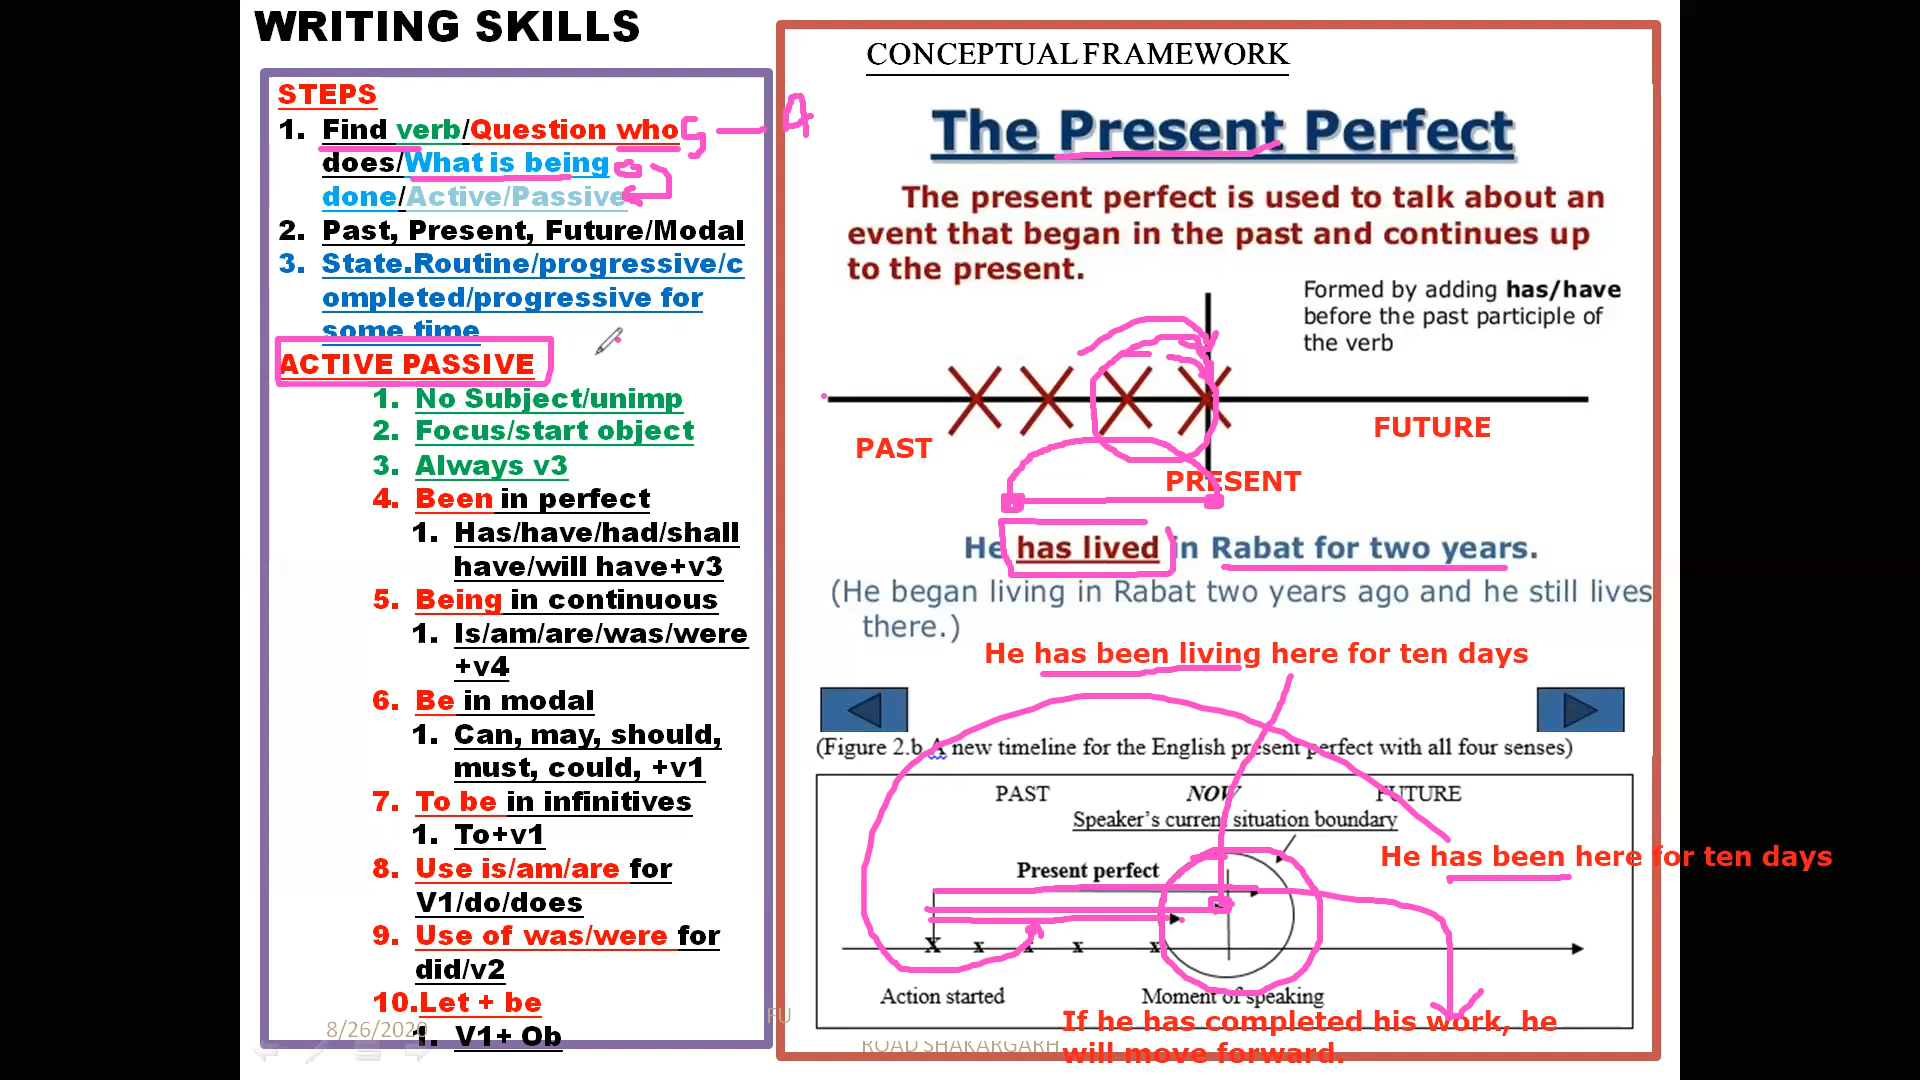 WRITING SKILLS
STEPS
1. Find verb/Question who
does/What is being
done/Active/Passive
2. Past, Present, Future/Modal
3. State.Routine/progressive/c
ompleted/progressive for
some time
ACTIVE PASSIVE
1. No Subject/unimp
2. Focus/start object
3. Always v3
4. Been in perfect
1. Has/have/had/shall
have/will have+v3
5. Being in continuous
1. Is/am/are/was/were
+v4
6. Be in modal
1. Can, may, should,
must, could, +v1
7. To be in infinitives
1. To+v1
8. Use is/am/are for
V1/do/does
9. Use of was/were for
did/v2
10.Let + be
1. V1+ Ob
8/26/2020
CONCEPTUAL FRAMEWORK
The Present Perfect
The present perfect is used to talk about an
event that began in the past and continues up
to the present.
Formed by adding has/have
before the past participle of
the verb
PAST
FUTURE
PRESENT
He has lived in Rabat for two years.
(He began living in Rabat two years ago and he still lives
there.)
He has been living here for ten days
(Figure 2.b A new timeline for the English present perfect with all four senses)
PAST NOW FUTURE
Speaker's current situation boundary
He has been here for ten days
Present perfect
X x x x x
Action started Moment of speaking
FU
If he has completed his work, he
will move forward.
ROAD SHAKARGARH